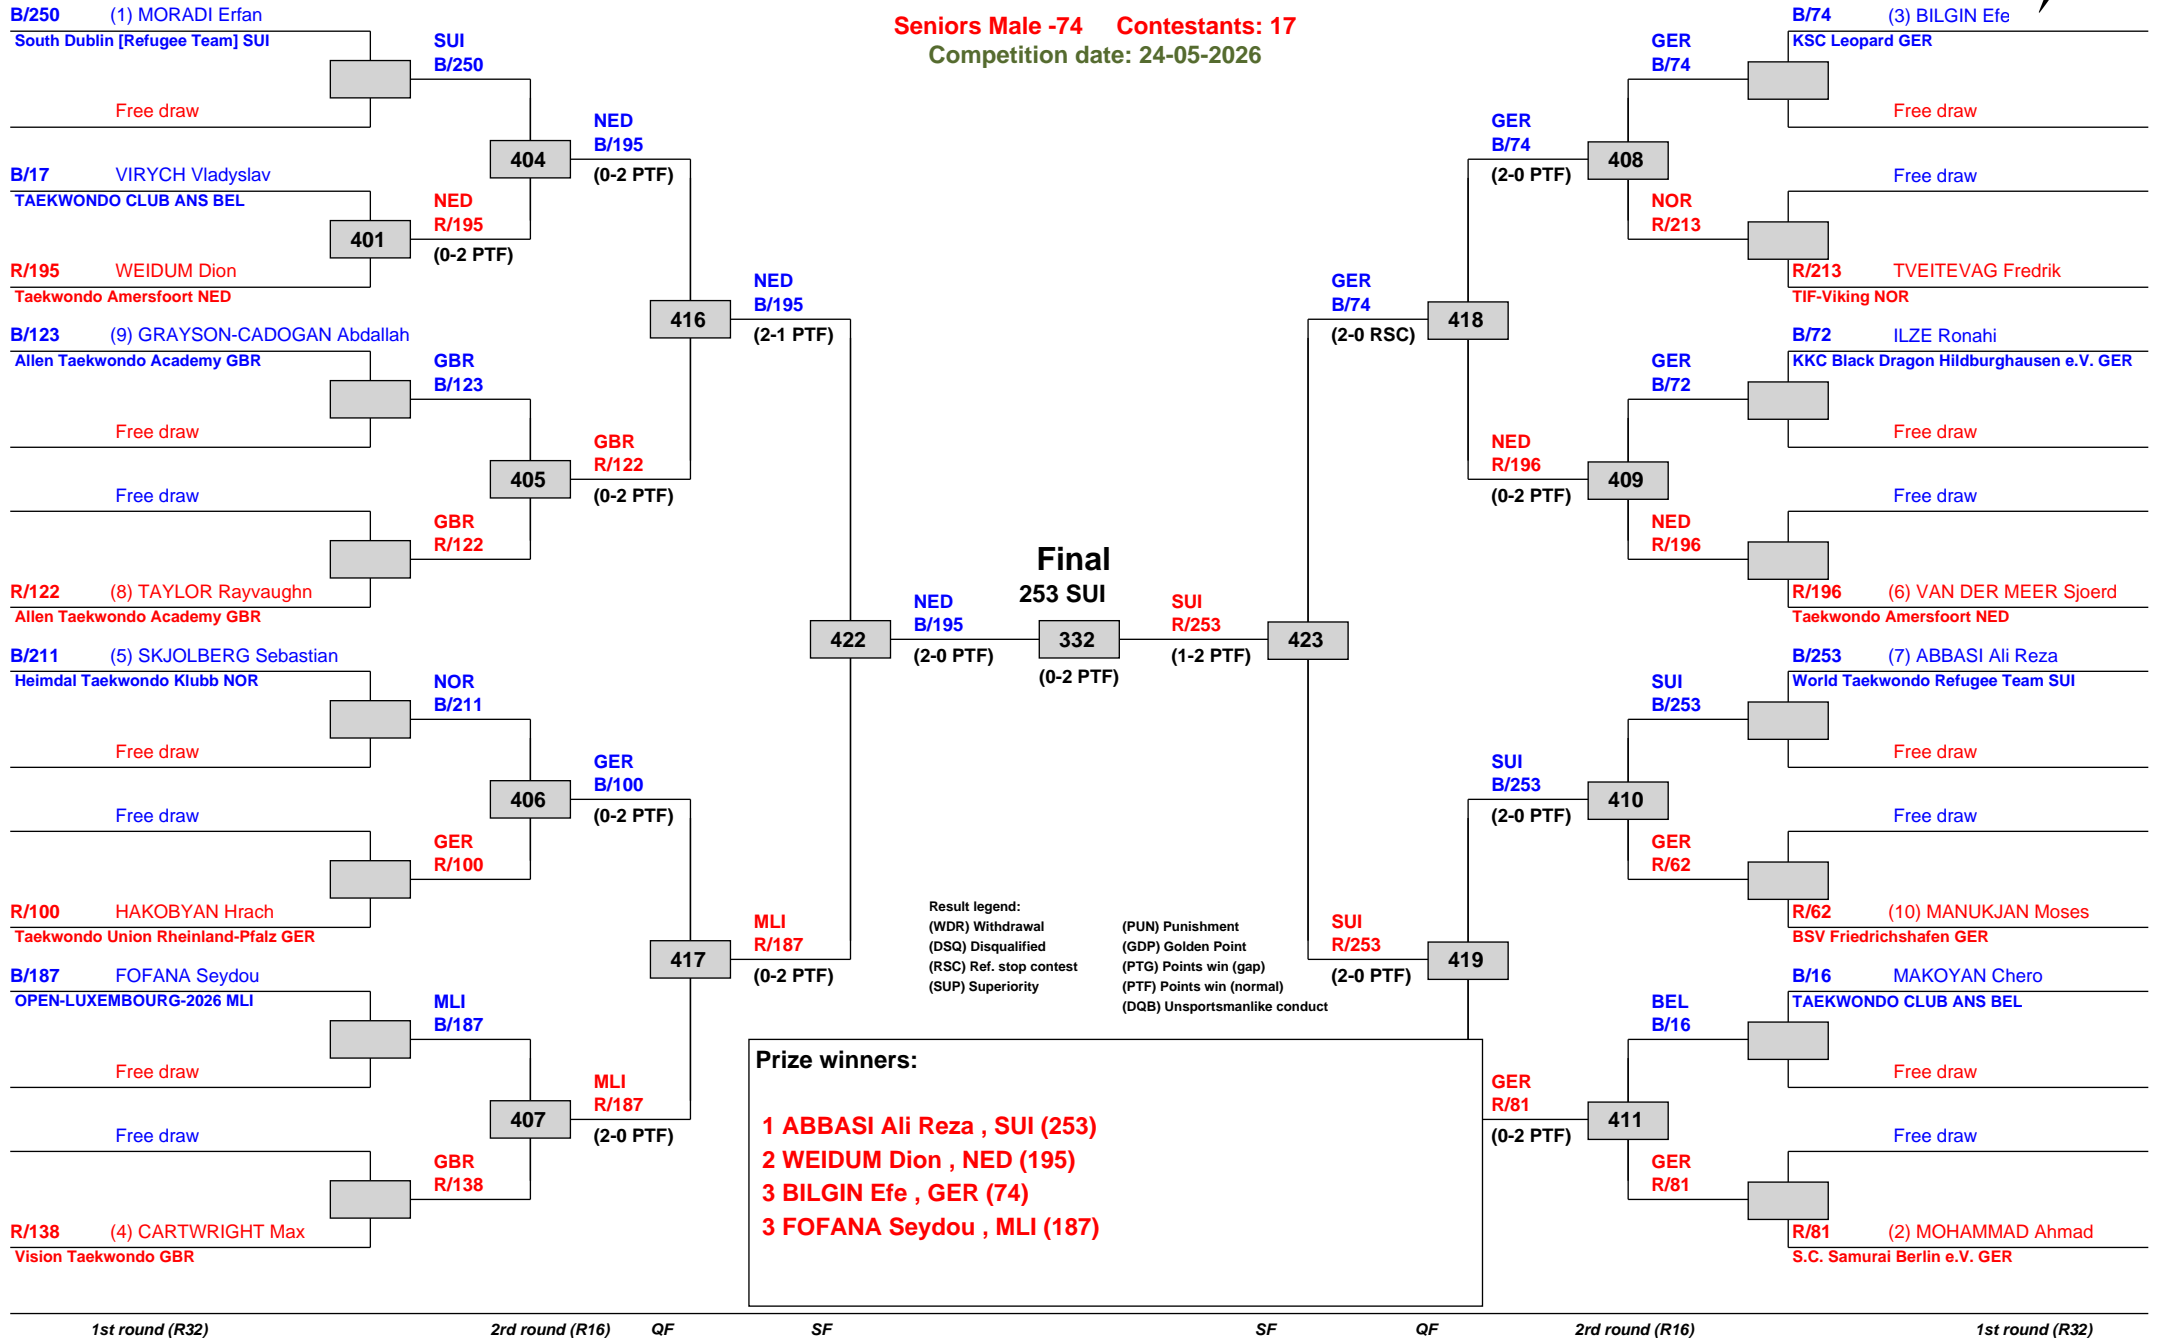 Seniors Male -74 Contestants: 17
Competition date: 24-05-2026
B/250 (1) MORADI Erfan
South Dublin [Refugee Team] SUI
Free draw
B/17 VIRYCH Vladyslav
TAEKWONDO CLUB ANS BEL
401
R/195 WEIDUM Dion
Taekwondo Amersfoort NED
B/123 (9) GRAYSON-CADOGAN Abdallah
Allen Taekwondo Academy GBR
Free draw
Free draw
R/122 (8) TAYLOR Rayvaughn
Allen Taekwondo Academy GBR
B/211 (5) SKJOLBERG Sebastian
Heimdal Taekwondo Klubb NOR
Free draw
Free draw
R/100 HAKOBYAN Hrach
Taekwondo Union Rheinland-Pfalz GER
B/187 FOFANA Seydou
OPEN-LUXEMBOURG-2026 MLI
Free draw
Free draw
R/138 (4) CARTWRIGHT Max
Vision Taekwondo GBR
SUI
B/250
404
NED
R/195
(0-2 PTF)
GBR
B/123
405
GBR
R/122
NOR
B/211
406
GER
R/100
MLI
B/187
407
GBR
R/138
NED
B/195
(0-2 PTF)
416
GBR
R/122
(0-2 PTF)
GER
B/100
(0-2 PTF)
417
MLI
R/187
(2-0 PTF)
NED
B/195
(2-1 PTF)
422
MLI
R/187
(0-2 PTF)
NED
B/195
(2-0 PTF)
Final
253 SUI
332
(0-2 PTF)
SUI
R/253
(1-2 PTF)
423
GER
B/74
(2-0 RSC)
418
SUI
R/253
(2-0 PTF)
419
GER
B/74
(2-0 PTF)
408
NED
R/196
(0-2 PTF)
409
SUI
B/253
(2-0 PTF)
410
GER
R/81
(0-2 PTF)
411
GER
B/74
NOR
R/213
GER
B/72
NED
R/196
SUI
B/253
GER
R/62
BEL
B/16
GER
R/81
B/74 (3) BILGIN Efe
KSC Leopard GER
Free draw
Free draw
R/213 TVEITEVAG Fredrik
TIF-Viking NOR
B/72 ILZE Ronahi
KKC Black Dragon Hildburghausen e.V. GER
Free draw
Free draw
R/196 (6) VAN DER MEER Sjoerd
Taekwondo Amersfoort NED
B/253 (7) ABBASI Ali Reza
World Taekwondo Refugee Team SUI
Free draw
Free draw
R/62 (10) MANUKJAN Moses
BSV Friedrichshafen GER
B/16 MAKOYAN Chero
TAEKWONDO CLUB ANS BEL
Free draw
Free draw
R/81 (2) MOHAMMAD Ahmad
S.C. Samurai Berlin e.V. GER
Result legend:
(WDR) Withdrawal (PUN) Punishment
(DSQ) Disqualified (GDP) Golden Point
(RSC) Ref. stop contest (PTG) Points win (gap)
(SUP) Superiority (PTF) Points win (normal)
(DQB) Unsportsmanlike conduct
Prize winners:
1 ABBASI Ali Reza , SUI (253)
2 WEIDUM Dion , NED (195)
3 BILGIN Efe , GER (74)
3 FOFANA Seydou , MLI (187)
1st round (R32) 2rd round (R16) QF SF SF QF 2rd round (R16) 1st round (R32)